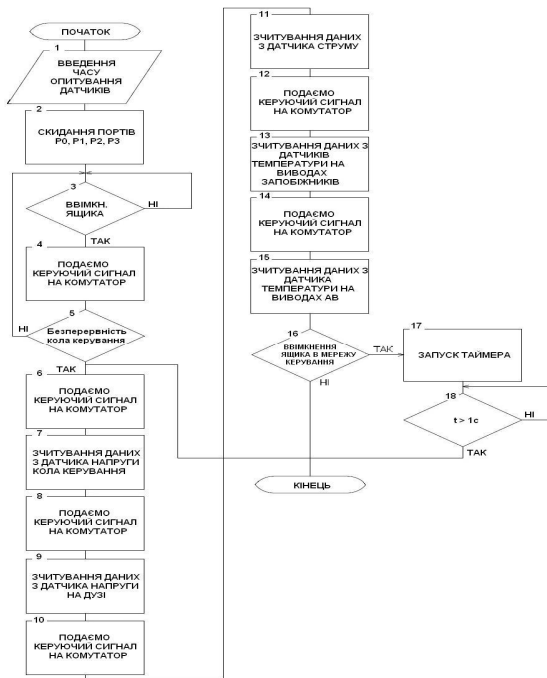 ПОЧАТОК
1
ВВЕДЕННЯ
ЧАСУ
ОПИТУВАННЯ
ДАТЧИКІВ
2
СКИДАННЯ ПОРТІВ
P0, P1, P2, P3
3
ВВІМКН.
ЯЩИКА
НІ
ТАК
4
ПОДАЄМО
КЕРУЮЧИЙ СИГНАЛ
НА КОМУТАТОР
5
Безперервність
кола керування
НІ
ТАК
6
ПОДАЄМО
КЕРУЮЧИЙ СИГНАЛ
НА КОМУТАТОР
7
ЗЧИТУВАННЯ ДАНИХ
З ДАТЧИКА НАПРУГИ
КОЛА КЕРУВАННЯ
8
ПОДАЄМО
КЕРУЮЧИЙ СИГНАЛ
НА КОМУТАТОР
9
ЗЧИТУВАННЯ ДАНИХ
З ДАТЧИКА НАПРУГИ
НА ДУЗІ
10
ПОДАЄМО
КЕРУЮЧИЙ СИГНАЛ
НА КОМУТАТОР
11
ЗЧИТУВАННЯ ДАНИХ
З ДАТЧИКА СТРУМУ
12
ПОДАЄМО
КЕРУЮЧИЙ СИГНАЛ
НА КОМУТАТОР
13
ЗЧИТУВАННЯ ДАНИХ З
ДАТЧИКІВ
ТЕМПЕРАТУРИ НА
ВИВОДАХ
ЗАПОБІЖНИКІВ
14
ПОДАЄМО
КЕРУЮЧИЙ СИГНАЛ
НА КОМУТАТОР
15
ЗЧИТУВАННЯ ДАНИХ З
ДАТЧИКА
ТЕМПЕРАТУРИ НА
ВИВОДАХ АВ
16
ВВІМКНЕННЯ
ЯЩИКА В МЕРЕЖУ
КЕРУВАННЯ
ТАК
НІ
17
ЗАПУСК ТАЙМЕРА
18
t > 1c
НІ
ТАК
КІНЕЦЬ